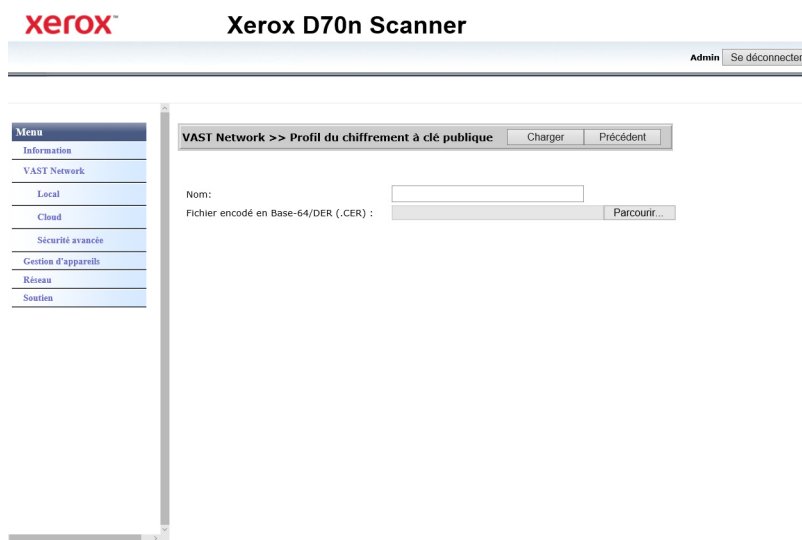 xerox™
Xerox D70n Scanner
Admin Se déconnecter
Menu
Information
VAST Network
Local
Cloud
Sécurité avancée
Gestion d'appareils
Réseau
Soutien
VAST Network >> Profil du chiffrement à clé publique Charger Précédent
Nom:
Fichier encodé en Base-64/DER (.CER) : Parcourir...